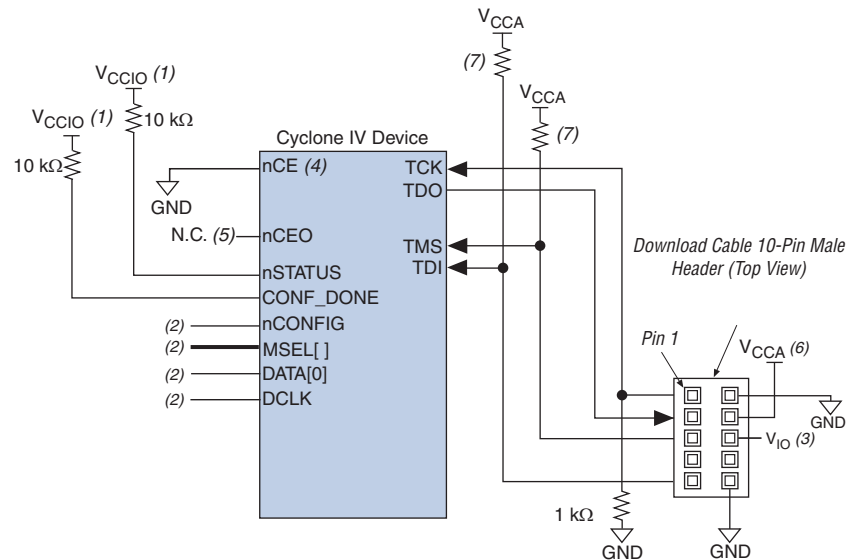 V_CCA
(7)
V_CCIO (1)
V_CCA
V_CCIO (1)
10 kΩ
(7)
10 kΩ
Cyclone IV Device
nCE (4)
TCK
GND
TDO
N.C. (5)
nCEO
TMS
TDI
nSTATUS
CONF_DONE
Download Cable 10-Pin Male
Header (Top View)
(2)
nCONFIG
(2)
MSEL[ ]
(2)
DATA[0]
(2)
DCLK
Pin 1
V_CCA (6)
GND
V_IO (3)
1 kΩ
GND
GND